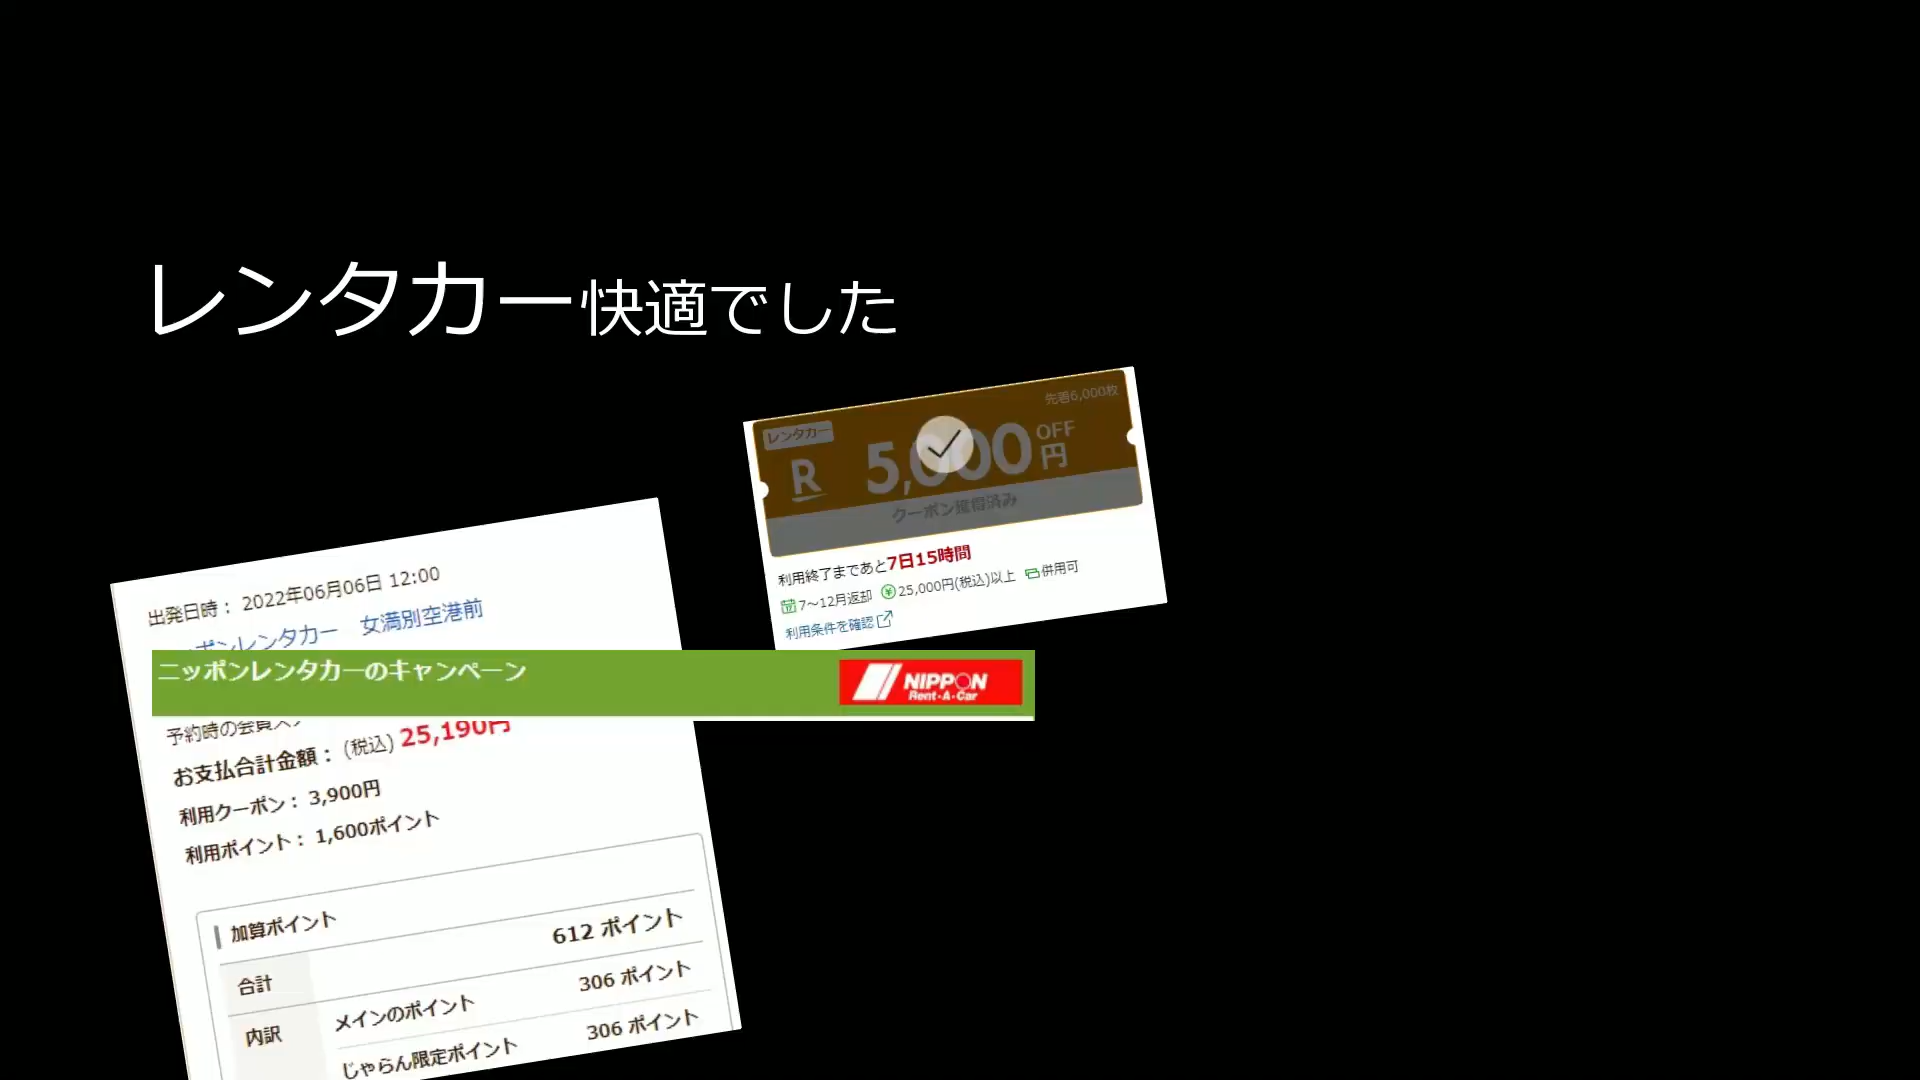 レンタカー快適でした
先着6,000枚
レンタカー
R 5,000 OFF 円
クーポン獲得済み
利用終了まであと7日15時間
7～12月返却 25,000円(税込)以上 併用可
利用条件を確認
出発日時： 2022年06月06日 12:00
ポンレンタカー 女満別空港前
ニッポンレンタカーのキャンペーン
NIPPON
Rent-A-Car
予約時の会員ス
お支払合計金額： (税込) 25,190円
利用クーポン： 3,900円
利用ポイント： 1,600ポイント
加算ポイント
合計 612 ポイント
内訳 メインのポイント 306 ポイント
じゃらん限定ポイント 306 ポイント